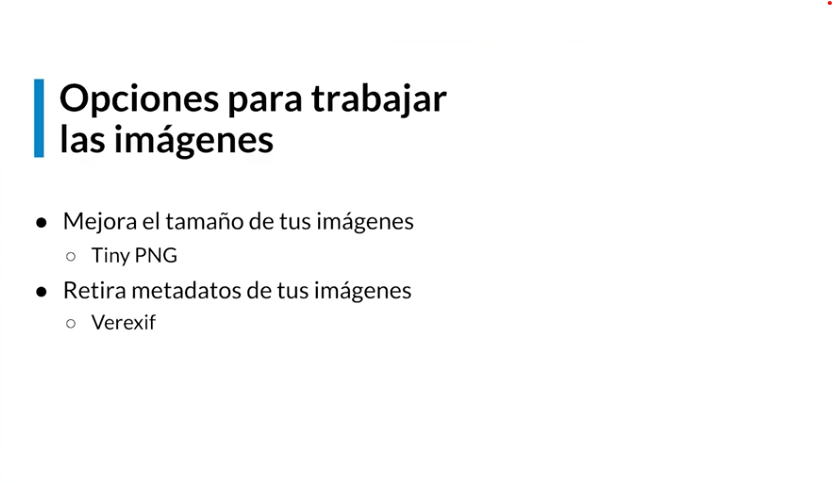 Opciones para trabajar
las imágenes
● Mejora el tamaño de tus imágenes
○ Tiny PNG
● Retira metadatos de tus imágenes
○ Verexif